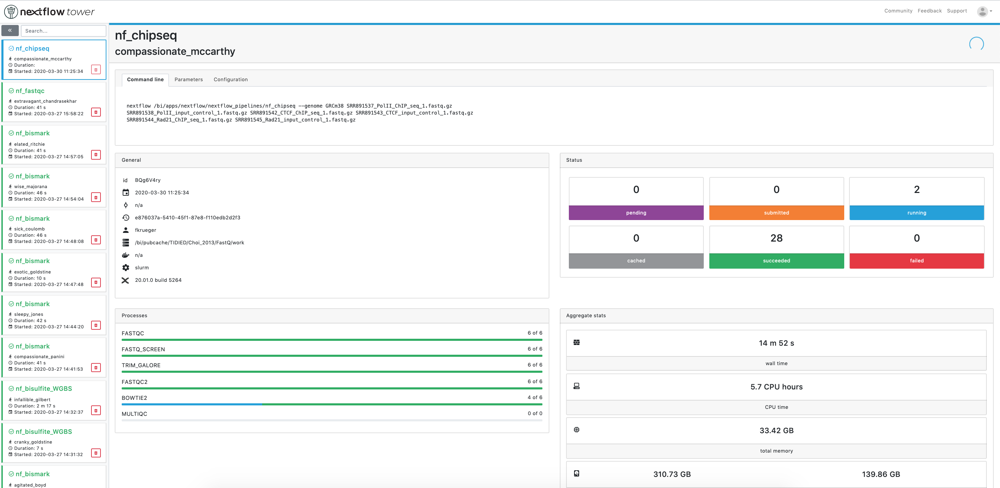 nextflow tower
Community Feedback Support
«
Search...
nf_chipseq
compassionate_mccarthy
Duration:
Started: 2020-03-30 11:25:34
nf_fastqc
extravagant_chandrasekhar
Duration: 41 s
Started: 2020-03-27 15:58:22
nf_bismark
elated_ritchie
Duration: 41 s
Started: 2020-03-27 14:57:05
nf_bismark
wise_majorana
Duration: 46 s
Started: 2020-03-27 14:54:04
nf_bismark
sick_coulomb
Duration: 46 s
Started: 2020-03-27 14:48:08
nf_bismark
exotic_goldstine
Duration: 10 s
Started: 2020-03-27 14:47:48
nf_bismark
sleepy_jones
Duration: 42 s
Started: 2020-03-27 14:44:20
nf_bismark
compassionate_panini
Duration: 41 s
Started: 2020-03-27 14:41:53
nf_bisulfite_WGBS
infallible_gilbert
Duration: 2 m 17 s
Started: 2020-03-27 14:32:37
nf_bisulfite_WGBS
cranky_goldstine
Duration: 7 s
Started: 2020-03-27 14:31:32
nf_bismark
agitated_boyd
nf_chipseq
compassionate_mccarthy
Command line Parameters Configuration
nextflow /bi/apps/nextflow/nextflow_pipelines/nf_chipseq --genome GRCm38 SRR891537_PolII_ChIP_seq_1.fastq.gz
SRR891538_PolII_input_control_1.fastq.gz SRR891542_CTCF_ChIP_seq_1.fastq.gz SRR891543_CTCF_input_control_1.fastq.gz
SRR891544_Rad21_ChIP_seq_1.fastq.gz SRR891545_Rad21_input_control_1.fastq.gz
General
id BQg6V4ry
2020-03-30 11:25:34
n/a
e876037a-5410-45f1-87e8-f110edb2d2f3
fkrueger
/bi/pubcache/TIDIED/Choi_2013/FastQ/work
n/a
slurm
20.01.0 build 5264
Status
0 0 2
pending submitted running
0 28 0
cached succeeded failed
Processes
FASTQC 6 of 6
FASTQ_SCREEN 6 of 6
TRIM_GALORE 6 of 6
FASTQC2 6 of 6
BOWTIE2 4 of 6
MULTIQC 0 of 0
Aggregate stats
14 m 52 s
wall time
5.7 CPU hours
CPU time
33.42 GB
total memory
310.73 GB 139.86 GB